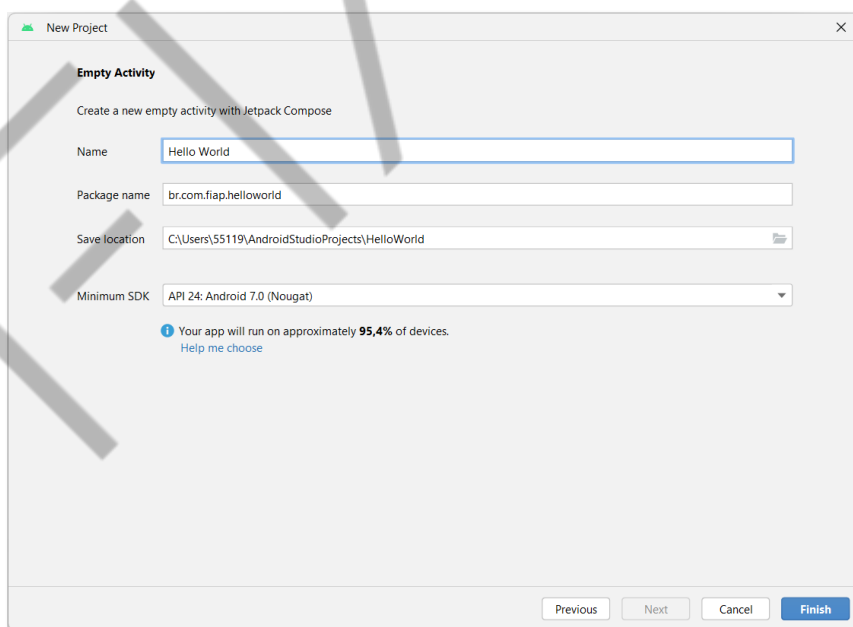 New Project
Empty Activity
Create a new empty activity with Jetpack Compose
Name Hello World
Package name br.com.fiap.helloworld
Save location C:\Users\55119\AndroidStudioProjects\HelloWorld
Minimum SDK API 24: Android 7.0 (Nougat)
Your app will run on approximately 95,4% of devices.
Help me choose
Previous Next Cancel Finish